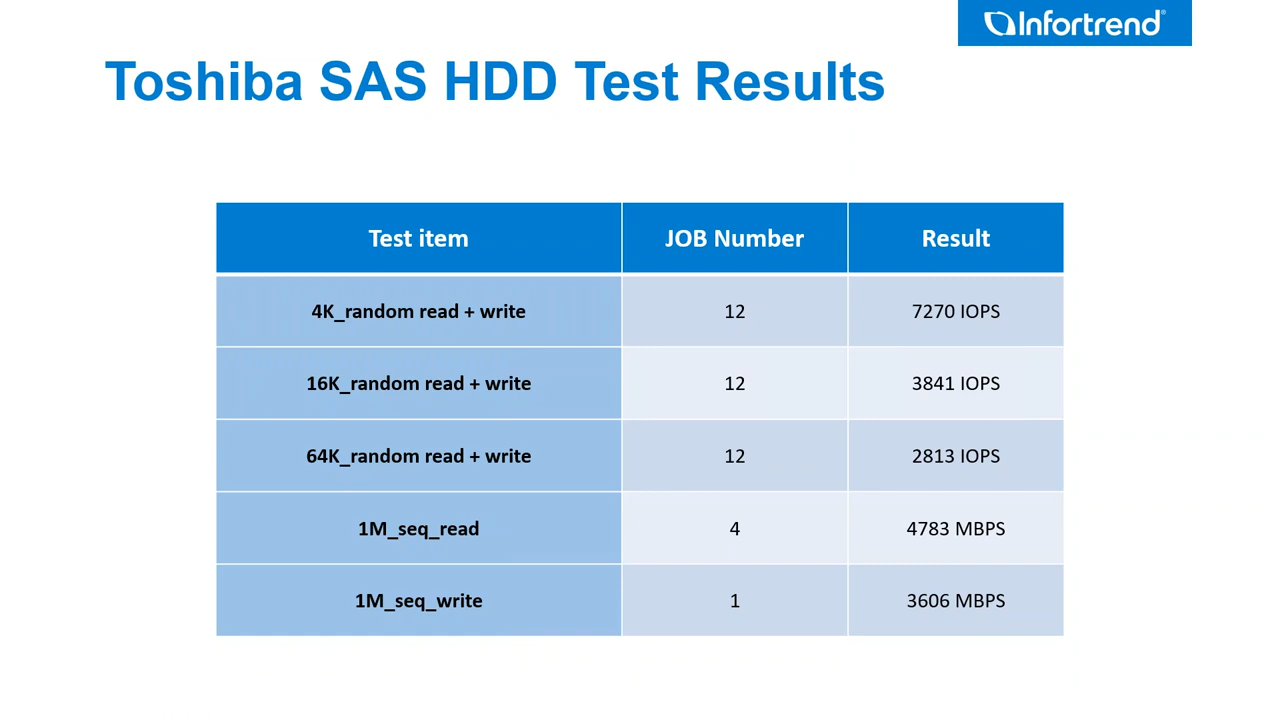 Infortrend®
Toshiba SAS HDD Test Results
Test item JOB Number Result
4K_random read + write 12 7270 IOPS
16K_random read + write 12 3841 IOPS
64K_random read + write 12 2813 IOPS
1M_seq_read 4 4783 MBPS
1M_seq_write 1 3606 MBPS